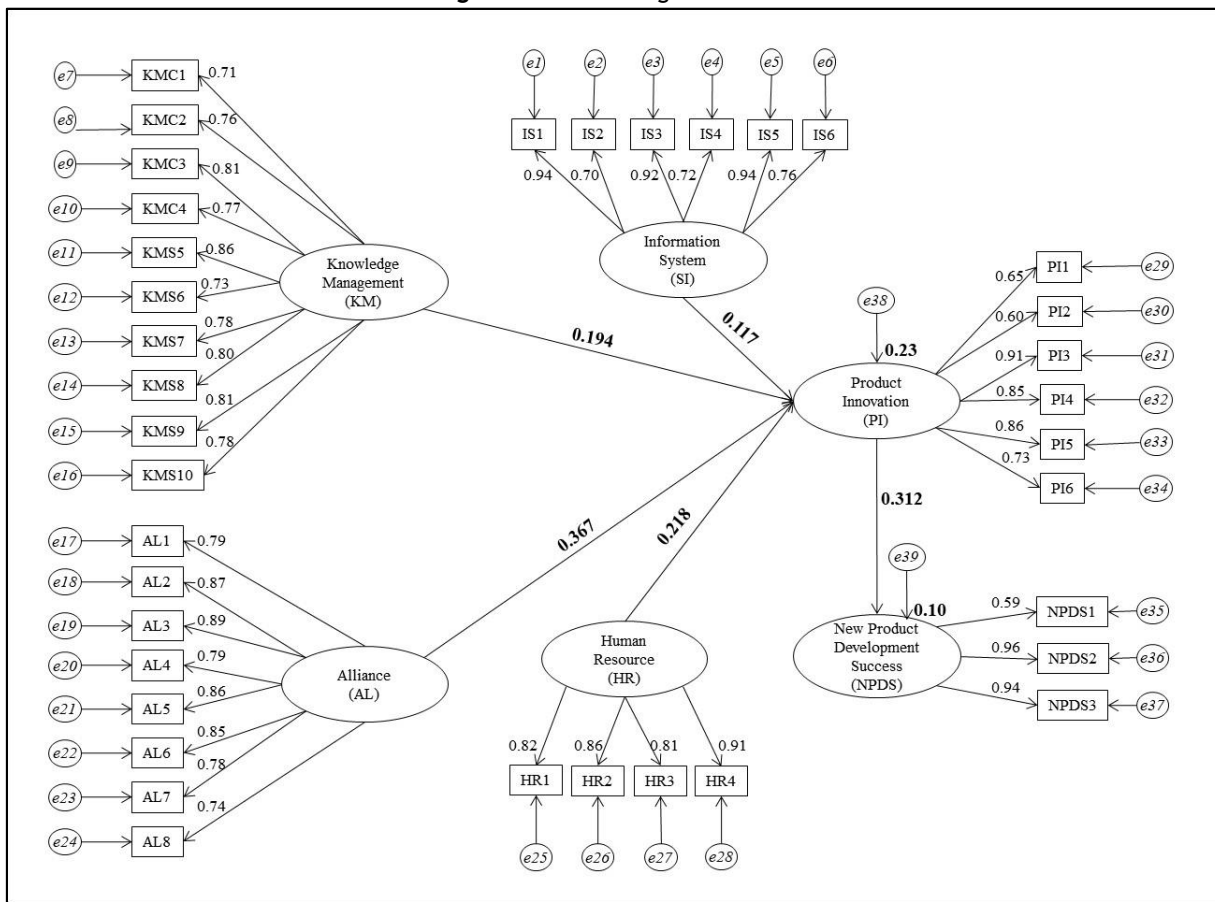 e7
KMC1
0.71
e8
KMC2
0.76
e9
KMC3
0.81
e10
KMC4
0.77
e11
KMS5
0.86
e12
KMS6
0.73
e13
KMS7
0.78
e14
KMS8
0.80
e15
KMS9
0.81
e16
KMS10
0.78
Knowledge
Management
(KM)
0.194
e1
e2
e3
e4
e5
e6
IS1
IS2
IS3
IS4
IS5
IS6
0.94
0.70
0.92
0.72
0.94
0.76
Information
System
(SI)
0.117
e38
0.23
Product
Innovation
(PI)
0.65
PI1
e29
0.60
PI2
e30
0.91
PI3
e31
0.85
PI4
e32
0.86
PI5
e33
0.73
PI6
e34
0.312
e17
AL1
0.79
e18
AL2
0.87
e19
AL3
0.89
e20
AL4
0.79
e21
AL5
0.86
e22
AL6
0.85
e23
AL7
0.78
e24
AL8
0.74
Alliance
(AL)
0.367
0.218
Human
Resource
(HR)
0.82
0.86
0.81
0.91
HR1
HR2
HR3
HR4
e25
e26
e27
e28
e39
0.10
New Product
Development
Success
(NPDS)
0.59
NPDS1
e35
0.96
NPDS2
e36
0.94
NPDS3
e37